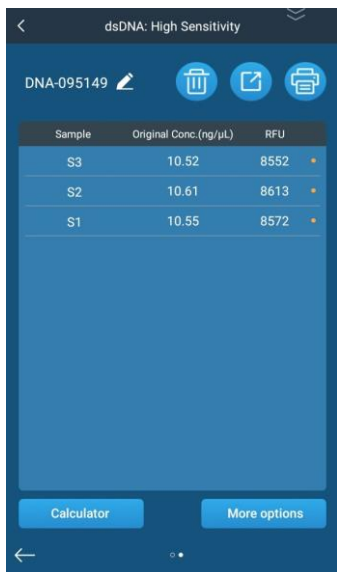 dsDNA: High Sensitivity
DNA-095149
Sample Original Conc.(ng/μL) RFU
S3 10.52 8552
S2 10.61 8613
S1 10.55 8572
Calculator More options